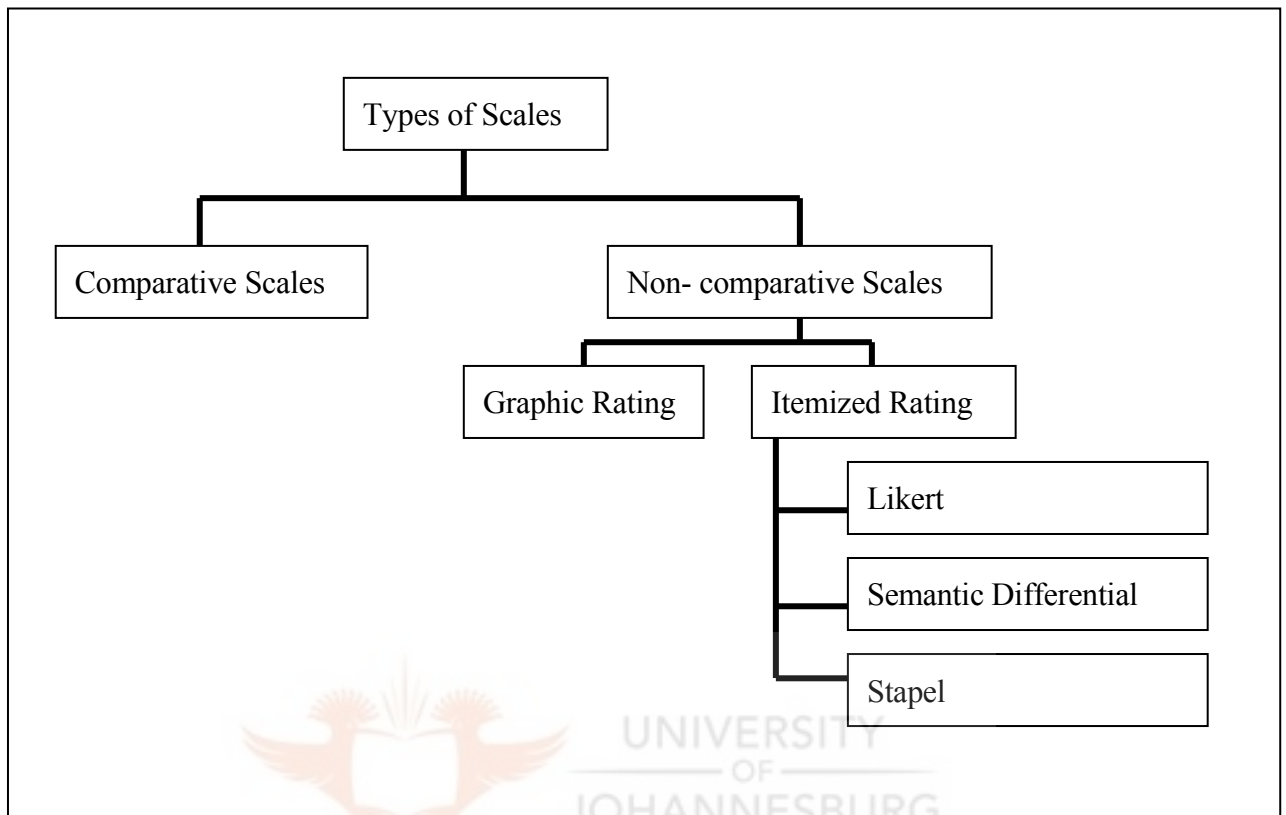 Types of Scales
Comparative Scales
Non- comparative Scales
Graphic Rating
Itemized Rating
Likert
Semantic Differential
Stapel
UNIVERSITY
OF
JOHANNESBURG